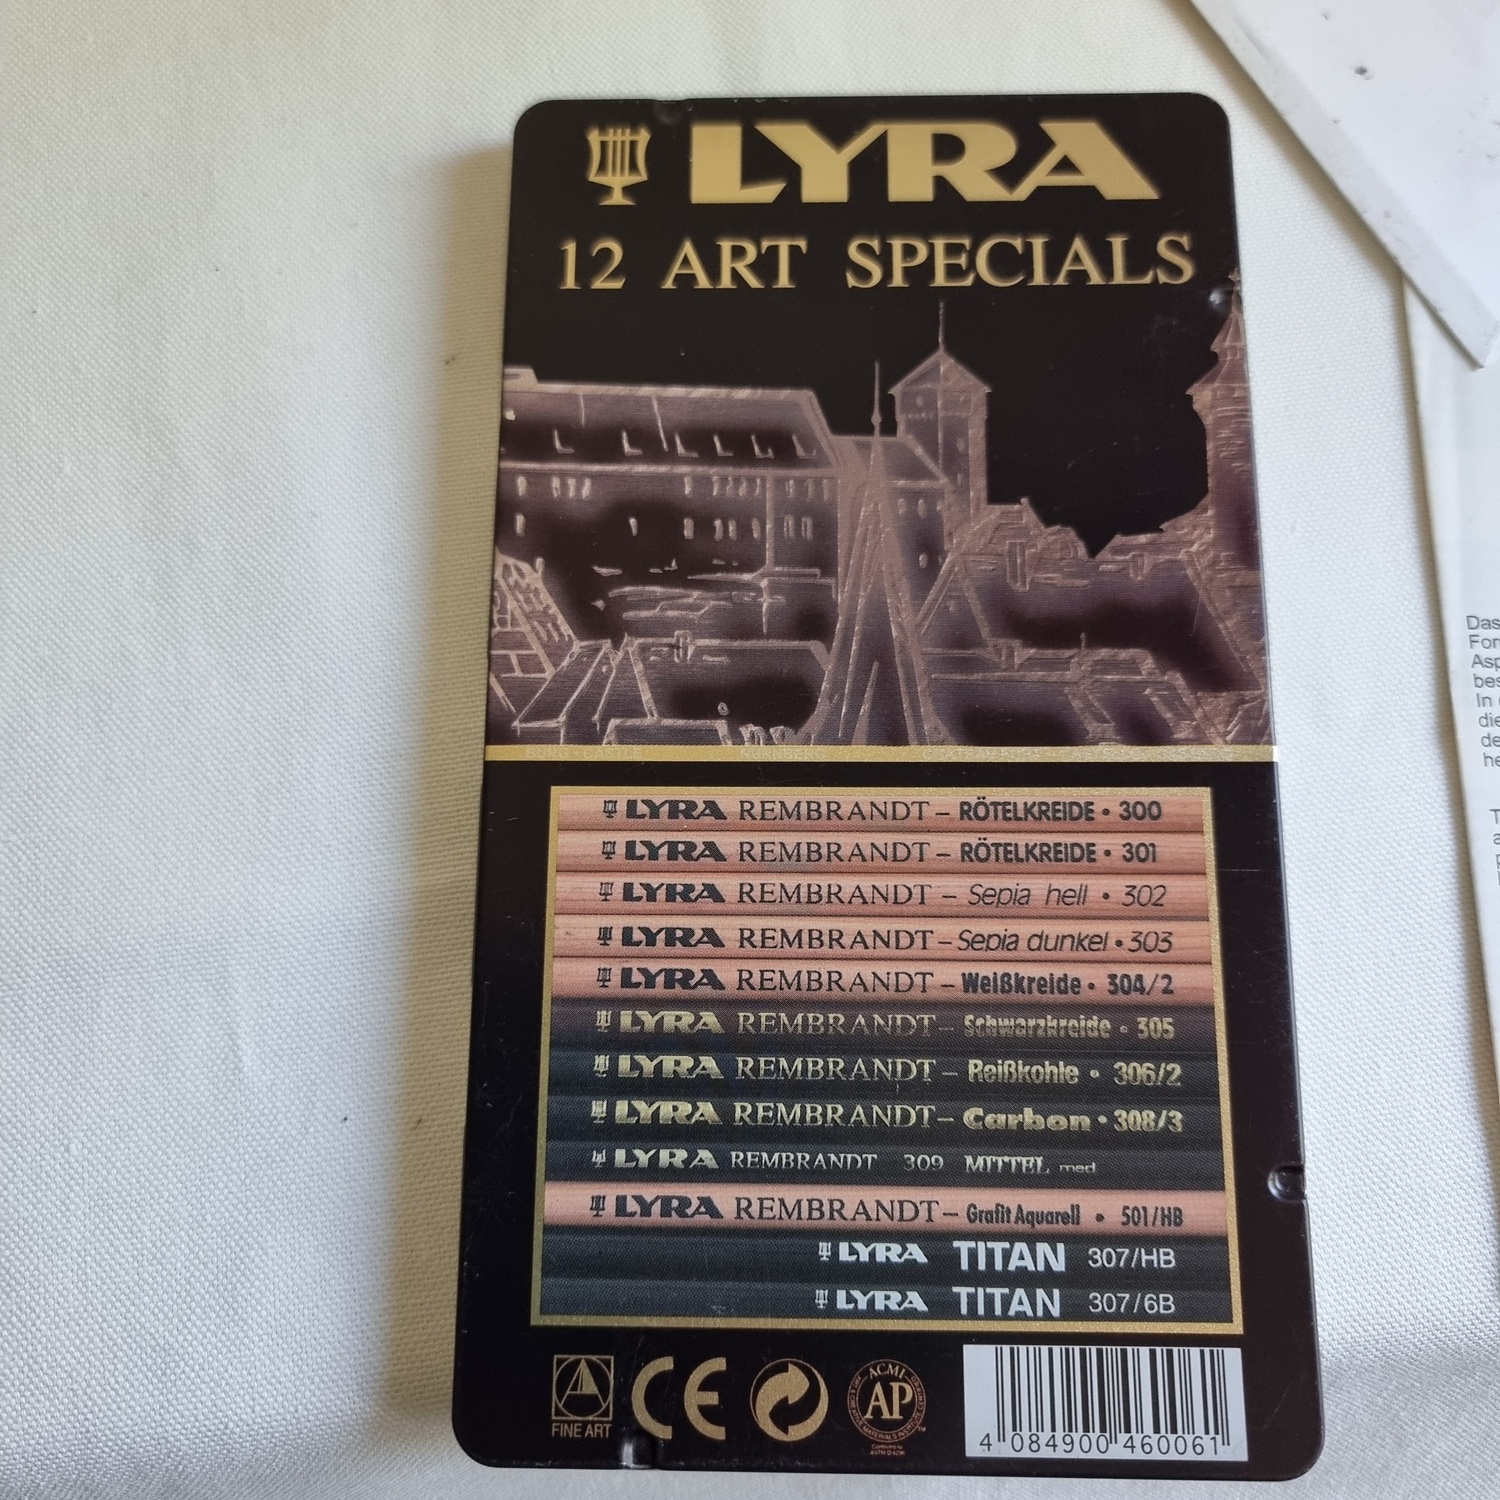 LYRA
12 ART SPECIALS
NÜRNBERG
LYRA REMBRANDT – RÖTELKREIDE • 300
LYRA REMBRANDT – RÖTELKREIDE • 301
LYRA REMBRANDT – Sepia hell • 302
LYRA REMBRANDT – Sepia dunkel • 303
LYRA REMBRANDT – Weißkreide • 304/2
LYRA REMBRANDT – Schwarzkreide • 305
LYRA REMBRANDT – Reißkohle • 306/2
LYRA REMBRANDT – Carbon • 308/3
LYRA REMBRANDT 309 MITTEL med
LYRA REMBRANDT – Grafit Aquarell • 501/HB
LYRA TITAN 307/HB
LYRA TITAN 307/6B
FINE ART
CE
ACMI
AP
4 084900 460061
Das
In
die